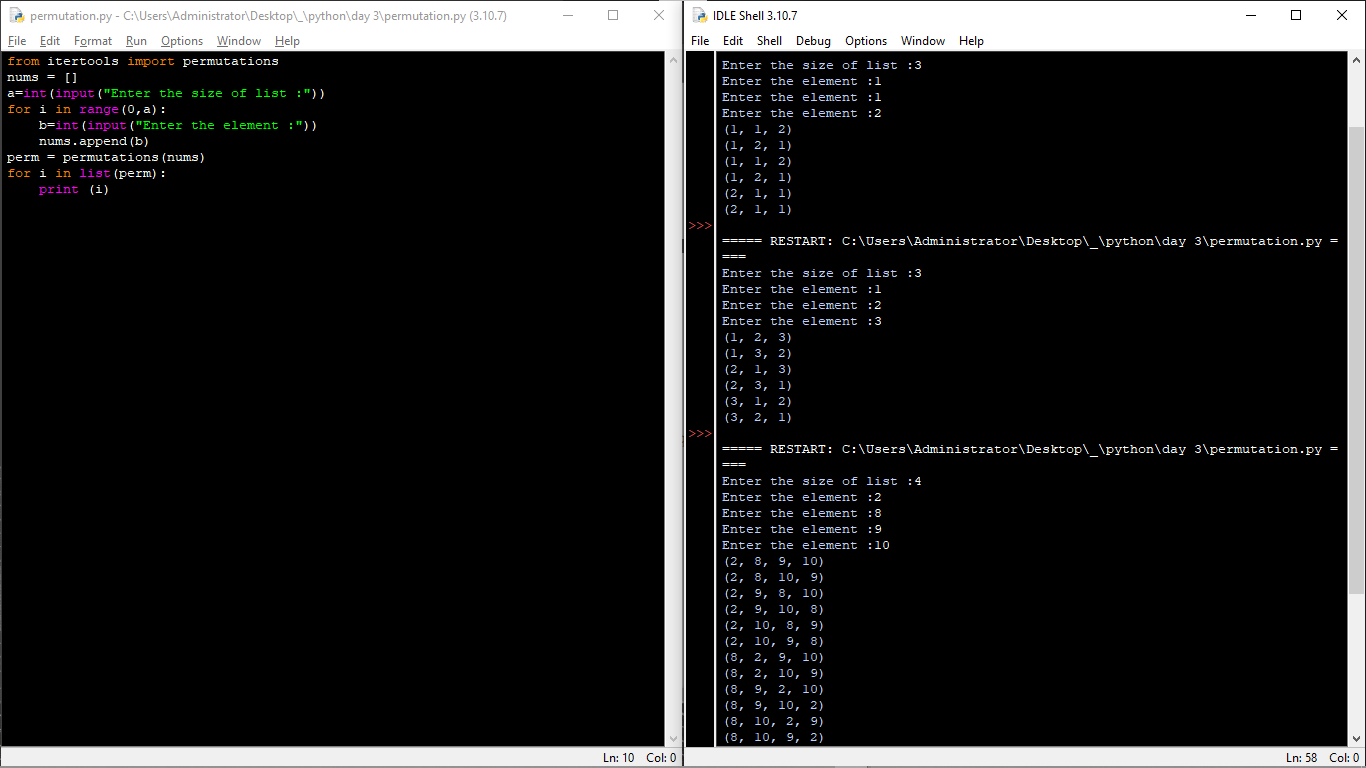 permutation.py - C:\Users\Administrator\Desktop\_\python\day 3\permutation.py (3.10.7)
File Edit Format Run Options Window Help
from itertools import permutations
nums = []
a=int(input("Enter the size of list :"))
for i in range(0,a):
    b=int(input("Enter the element :"))
    nums.append(b)
perm = permutations(nums)
for i in list(perm):
    print (i)
Ln: 10 Col: 0
IDLE Shell 3.10.7
File Edit Shell Debug Options Window Help
Enter the size of list :3
Enter the element :1
Enter the element :1
Enter the element :2
(1, 1, 2)
(1, 2, 1)
(1, 1, 2)
(1, 2, 1)
(2, 1, 1)
(2, 1, 1)
>>>
===== RESTART: C:\Users\Administrator\Desktop\_\python\day 3\permutation.py =
===
Enter the size of list :3
Enter the element :1
Enter the element :2
Enter the element :3
(1, 2, 3)
(1, 3, 2)
(2, 1, 3)
(2, 3, 1)
(3, 1, 2)
(3, 2, 1)
>>>
===== RESTART: C:\Users\Administrator\Desktop\_\python\day 3\permutation.py =
===
Enter the size of list :4
Enter the element :2
Enter the element :8
Enter the element :9
Enter the element :10
(2, 8, 9, 10)
(2, 8, 10, 9)
(2, 9, 8, 10)
(2, 9, 10, 8)
(2, 10, 8, 9)
(2, 10, 9, 8)
(8, 2, 9, 10)
(8, 2, 10, 9)
(8, 9, 2, 10)
(8, 9, 10, 2)
(8, 10, 2, 9)
(8, 10, 9, 2)
Ln: 58 Col: 0